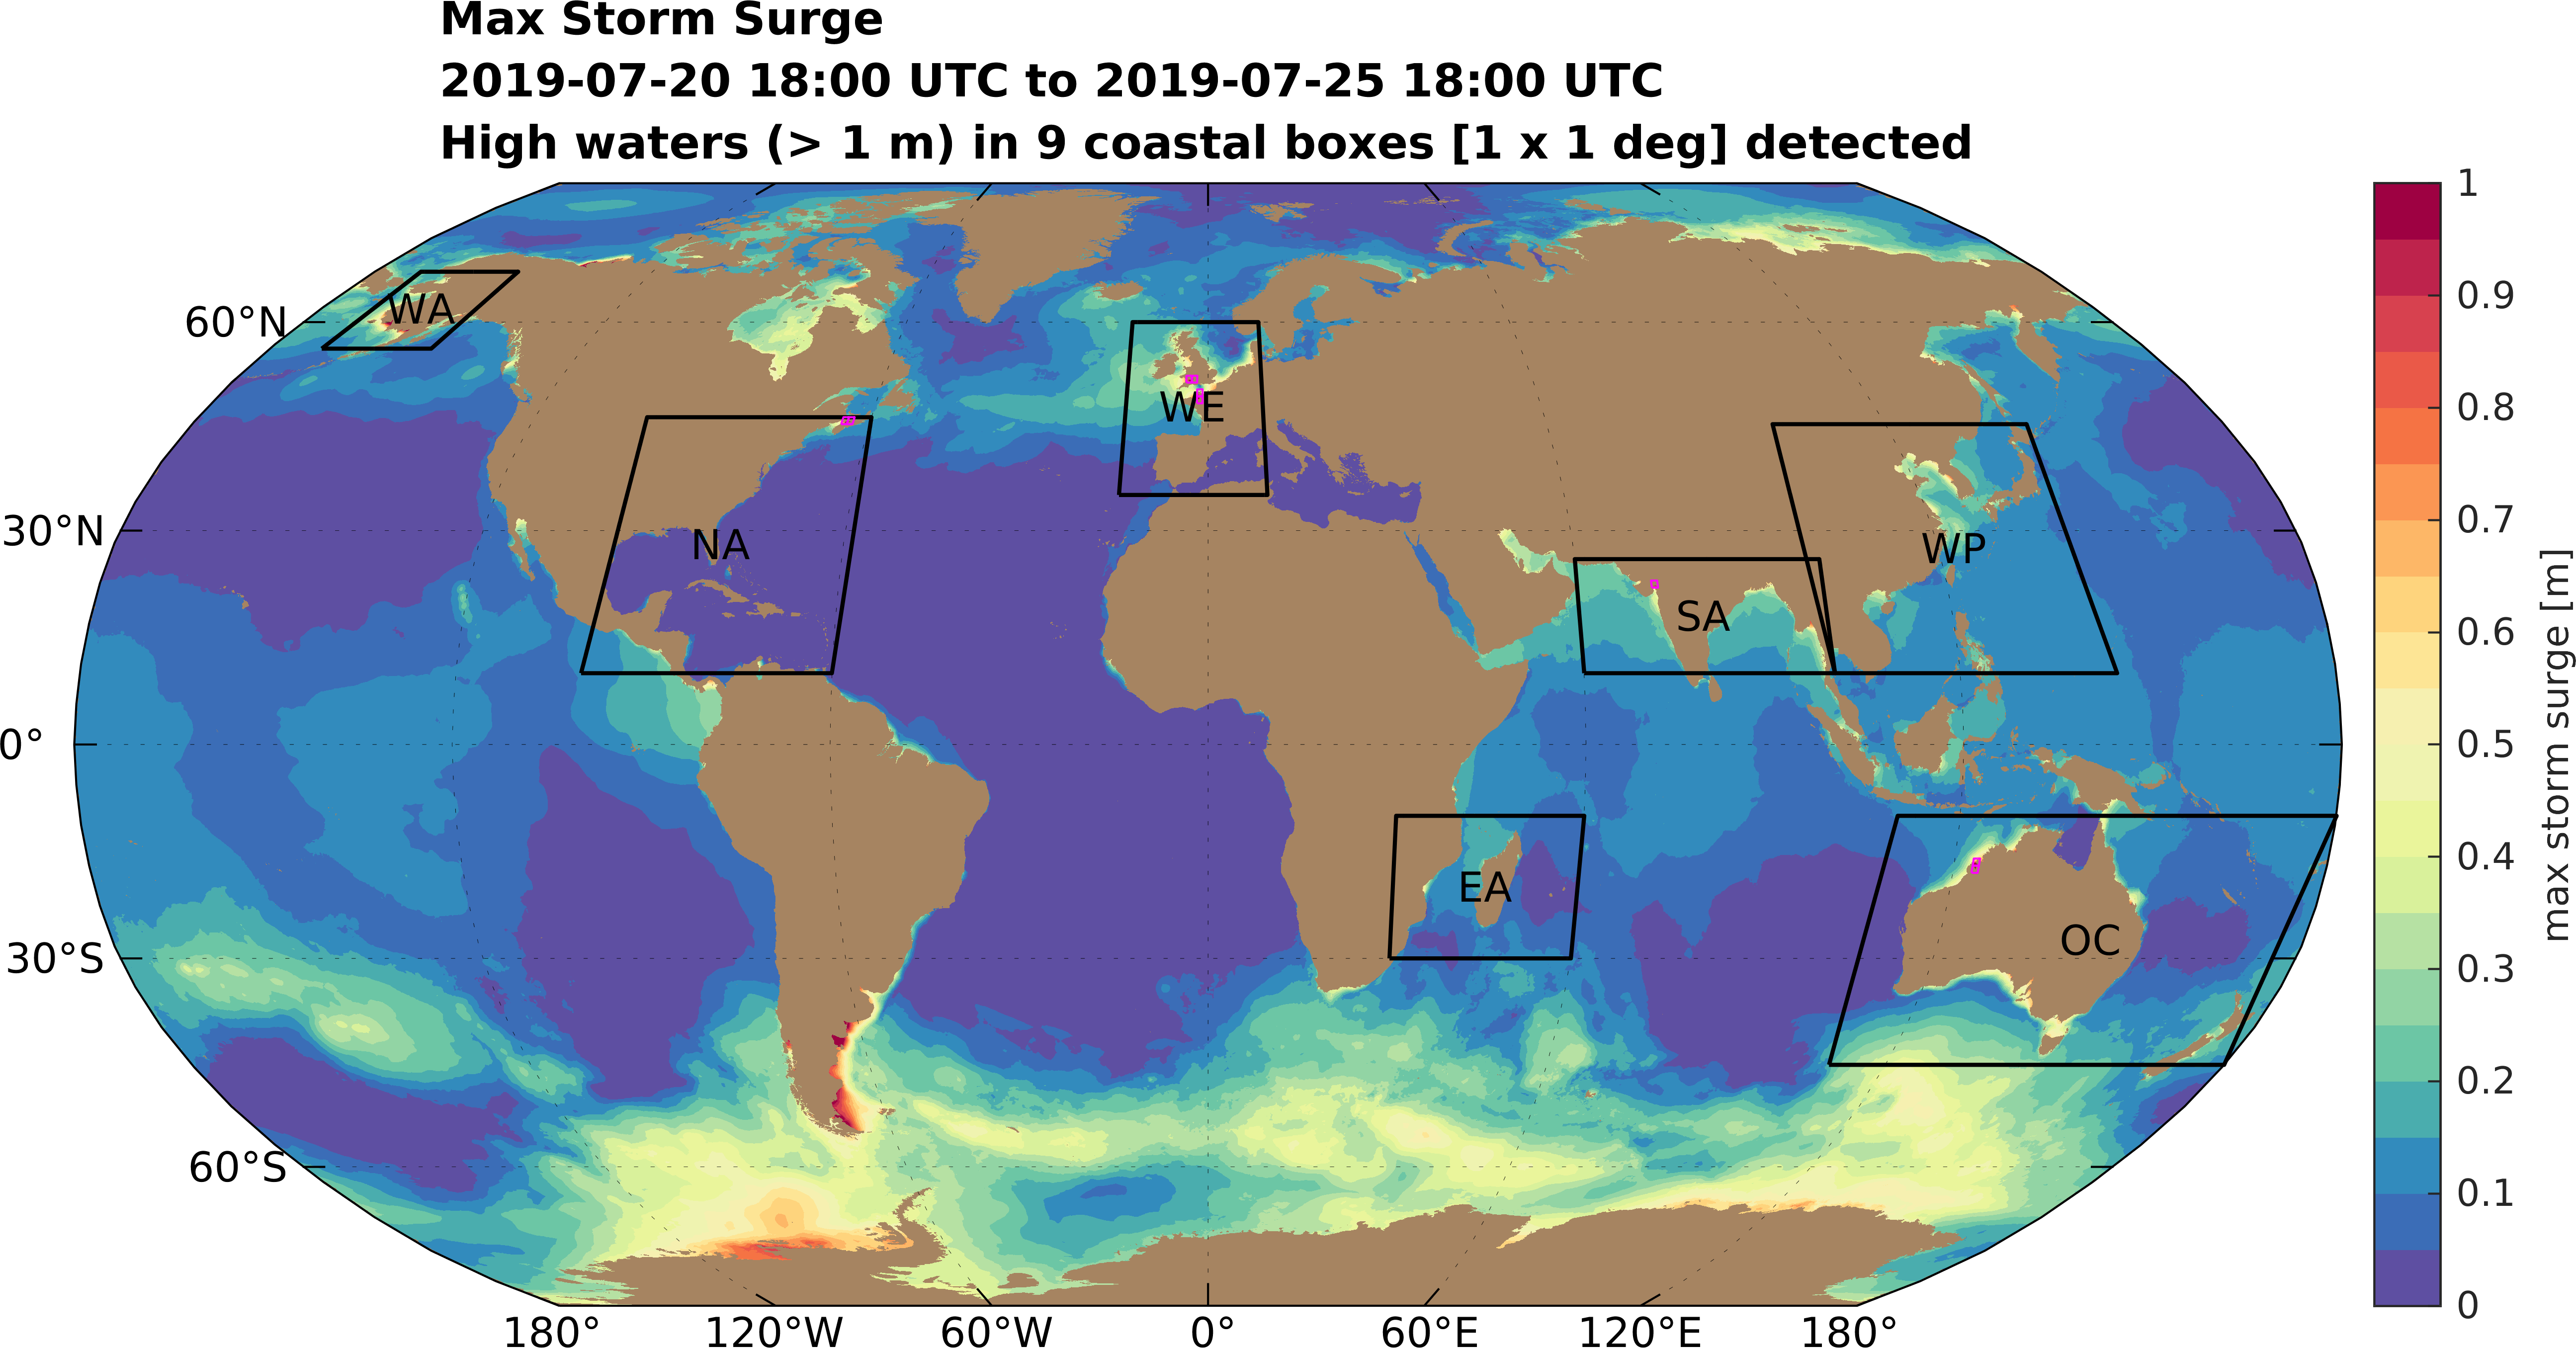 Max Storm Surge
2019-07-20 18:00 UTC to 2019-07-25 18:00 UTC
High waters (> 1 m) in 9 coastal boxes [1 x 1 deg] detected
60°N
30°N
0°
30°S
60°S
WA
WE
NA
WP
SA
EA
OC
180°
120°W
60°W
0°
60°E
120°E
180°
1
0.9
0.8
0.7
0.6
0.5
0.4
0.3
0.2
0.1
0
max storm surge [m]